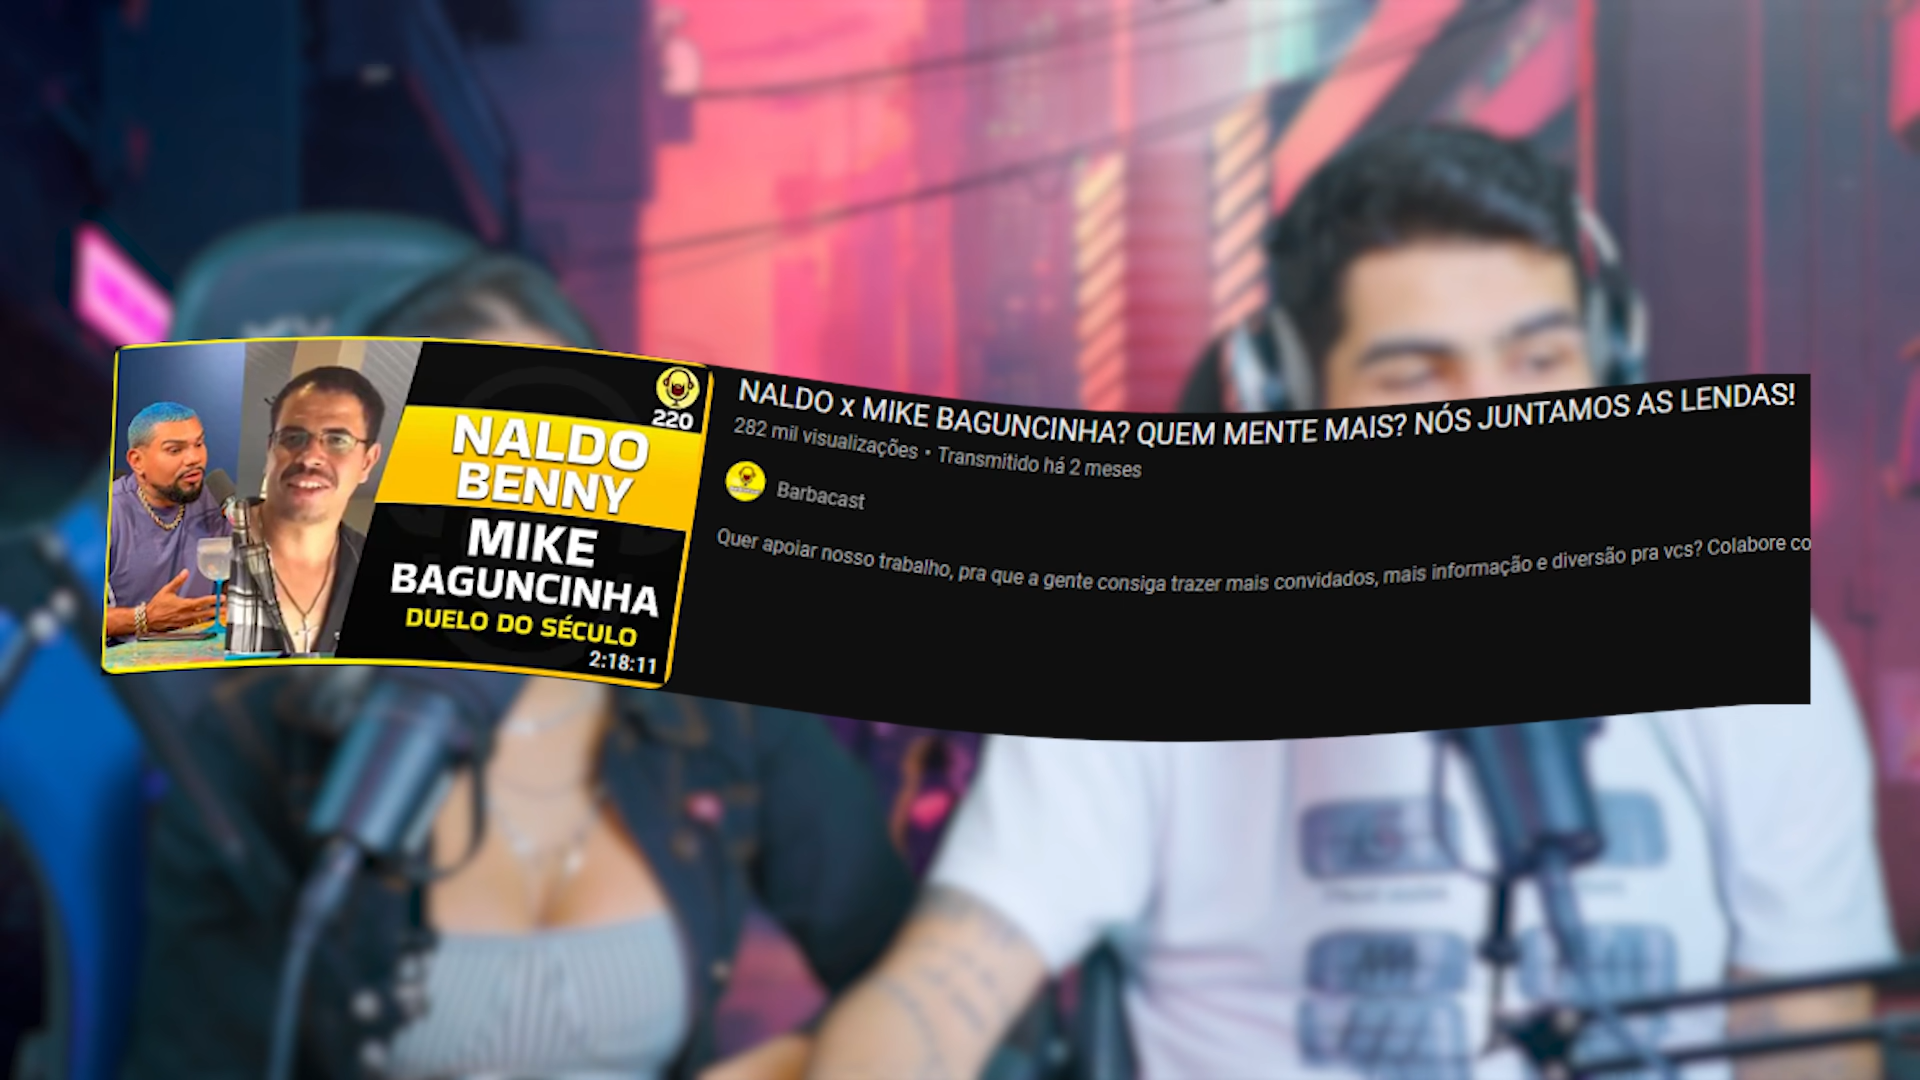 220
NALDO
BENNY
MIKE
BAGUNCINHA
DUELO DO SÉCULO
2:18:11
NALDO x MIKE BAGUNCINHA? QUEM MENTE MAIS? NÓS JUNTAMOS AS LENDAS!
282 mil visualizações • Transmitido há 2 meses
Barbacast
Quer apoiar nosso trabalho, pra que a gente consiga trazer mais convidados, mais informação e diversão pra vcs? Colabore co